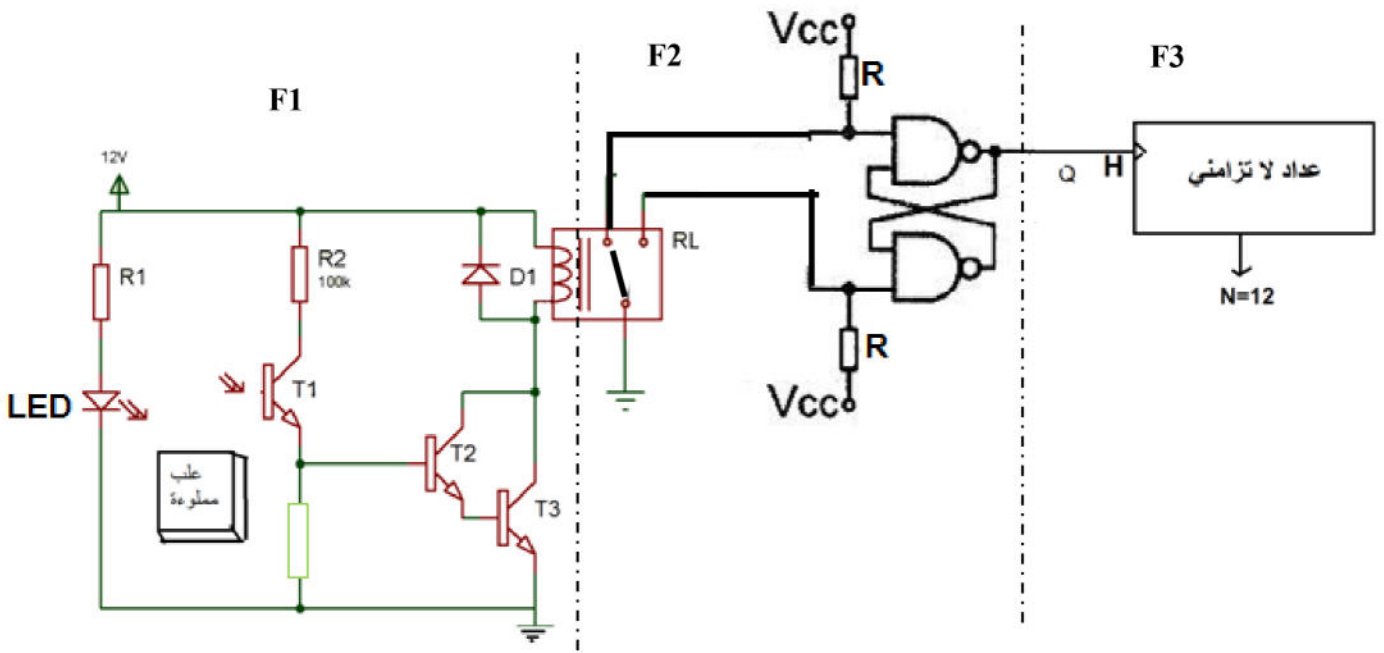 F1
F2
F3
Vcc
R
12V
R1
R2
100k
D1
RL
Q
H
عداد لا تزامني
N=12
LED
T1
T2
T3
علب
مملوءة
R
Vcc